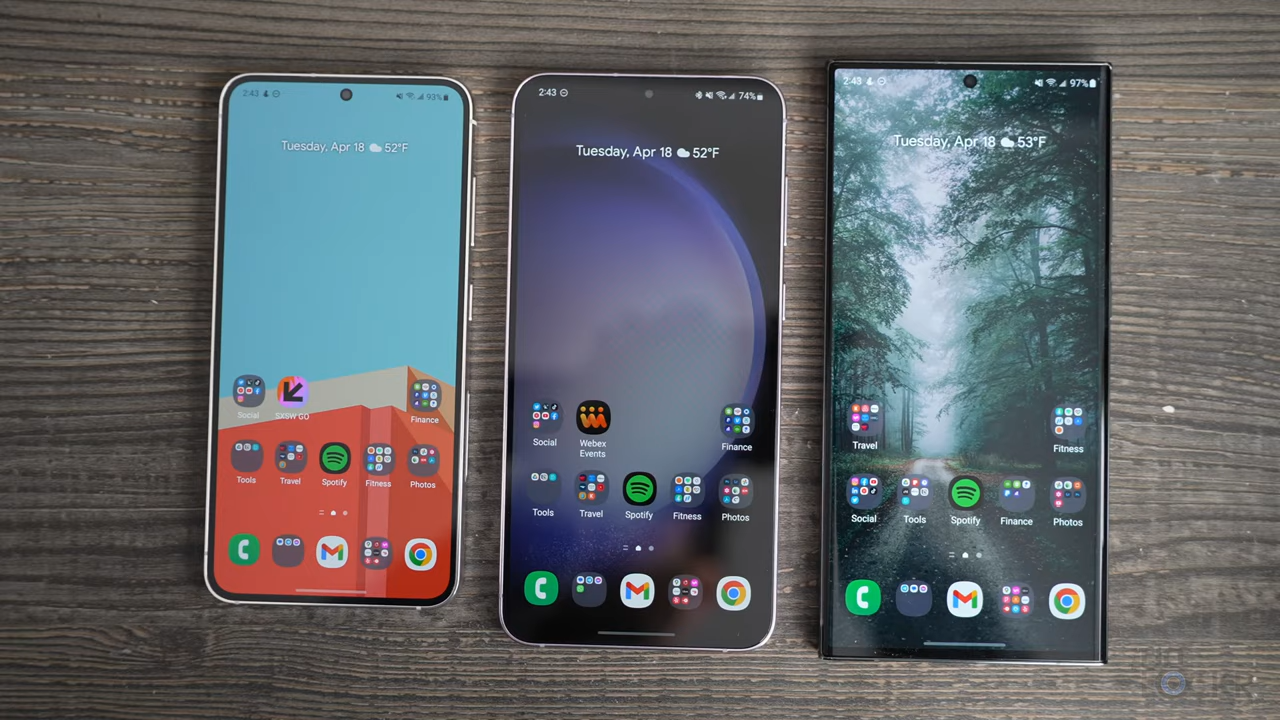 2:43
93%
Tuesday, Apr 18 52°F
Social
SXSW GO
Finance
Tools
Travel
Spotify
Fitness
Photos
2:43
74%
Tuesday, Apr 18 52°F
Social
Webex
Events
Finance
Tools
Travel
Spotify
Fitness
Photos
2:43
97%
Tuesday, Apr 18 53°F
Travel
Fitness
Social
Tools
Spotify
Finance
Photos